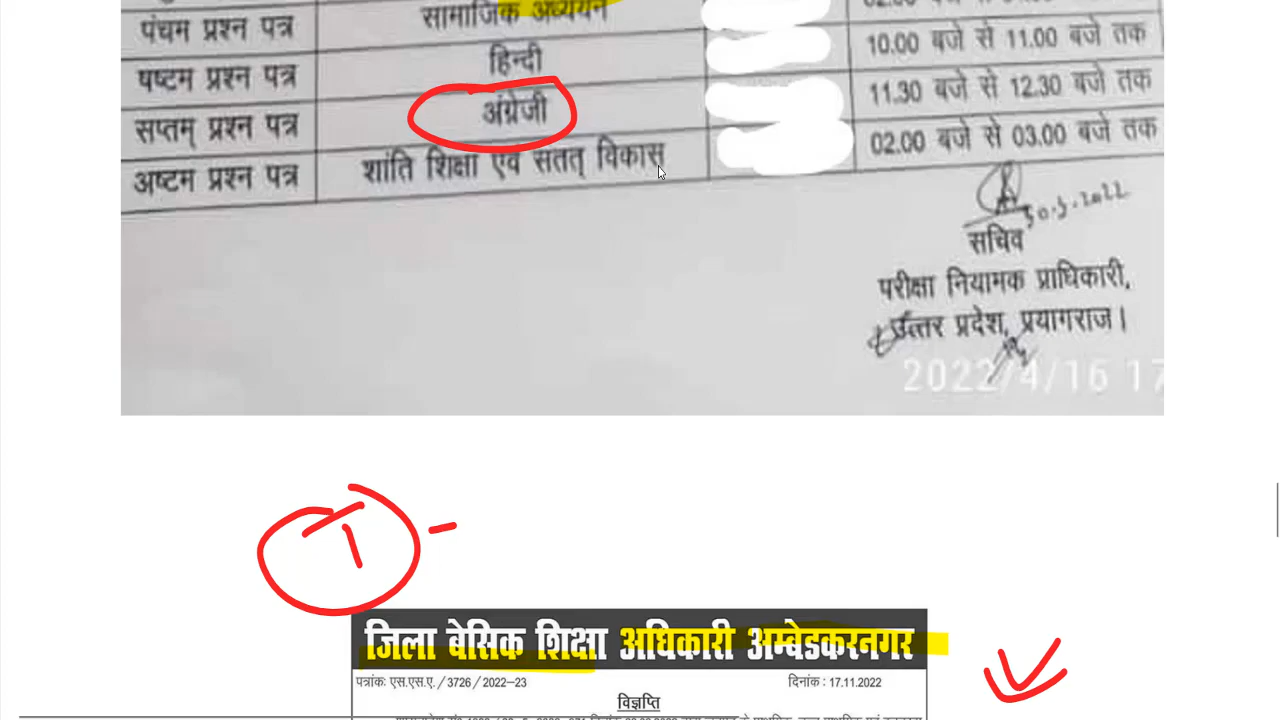 पंचम प्रश्न पत्र सामाजिक अध्ययन
षष्टम प्रश्न पत्र हिन्दी 10.00 बजे से 11.00 बजे तक
सप्तम् प्रश्न पत्र अंग्रेजी 11.30 बजे से 12.30 बजे तक
अष्टम प्रश्न पत्र शांति शिक्षा एवं सतत् विकास 02.00 बजे से 03.00 बजे तक
सचिव
परीक्षा नियामक प्राधिकारी,
उत्तर प्रदेश, प्रयागराज।
2022/4/16 17
जिला बेसिक शिक्षा अधिकारी अम्बेडकरनगर
पत्रांक: एस.एस.ए./3726/2022-23 दिनांक : 17.11.2022
विज्ञप्ति